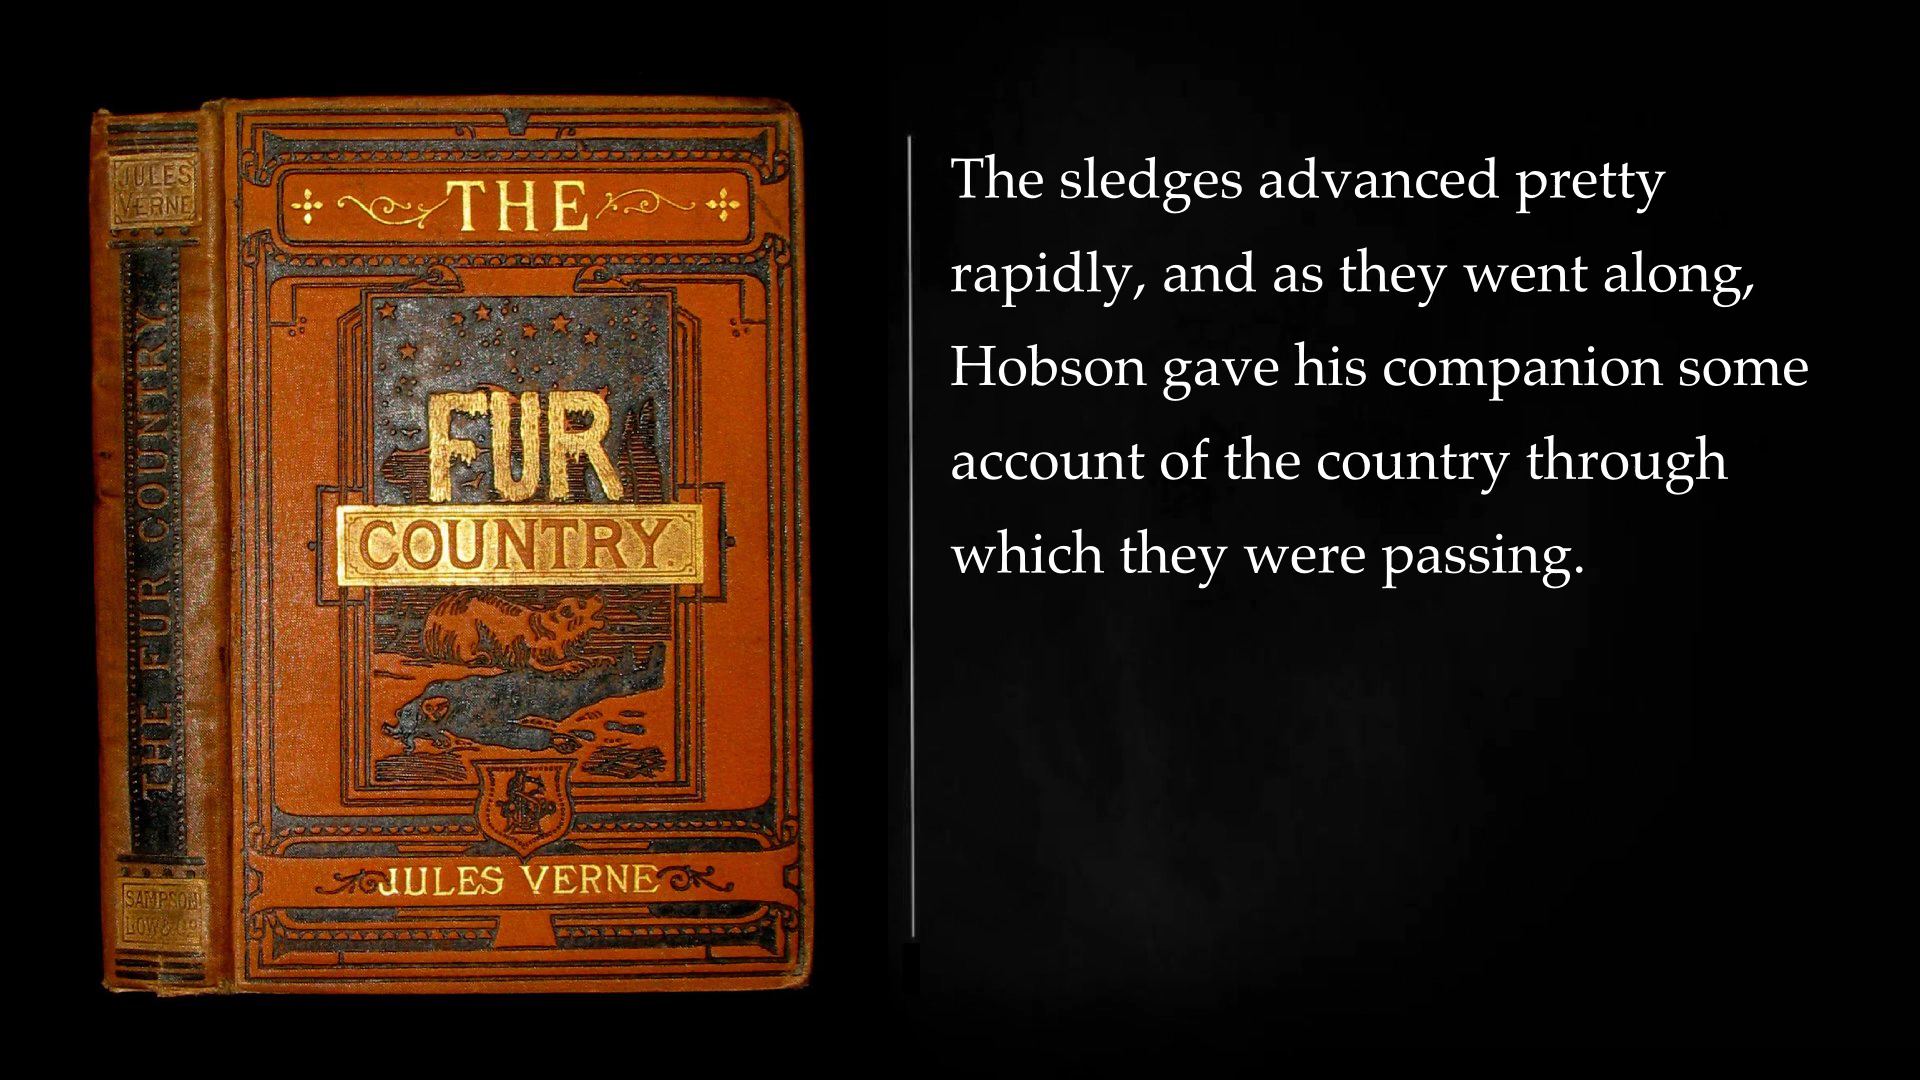 JULES
VERNE
THE FUR COUNTRY.
SAMPSON
LOW & Co
THE
FUR
COUNTRY.
JULES VERNE
The sledges advanced pretty
rapidly, and as they went along,
Hobson gave his companion some
account of the country through
which they were passing.